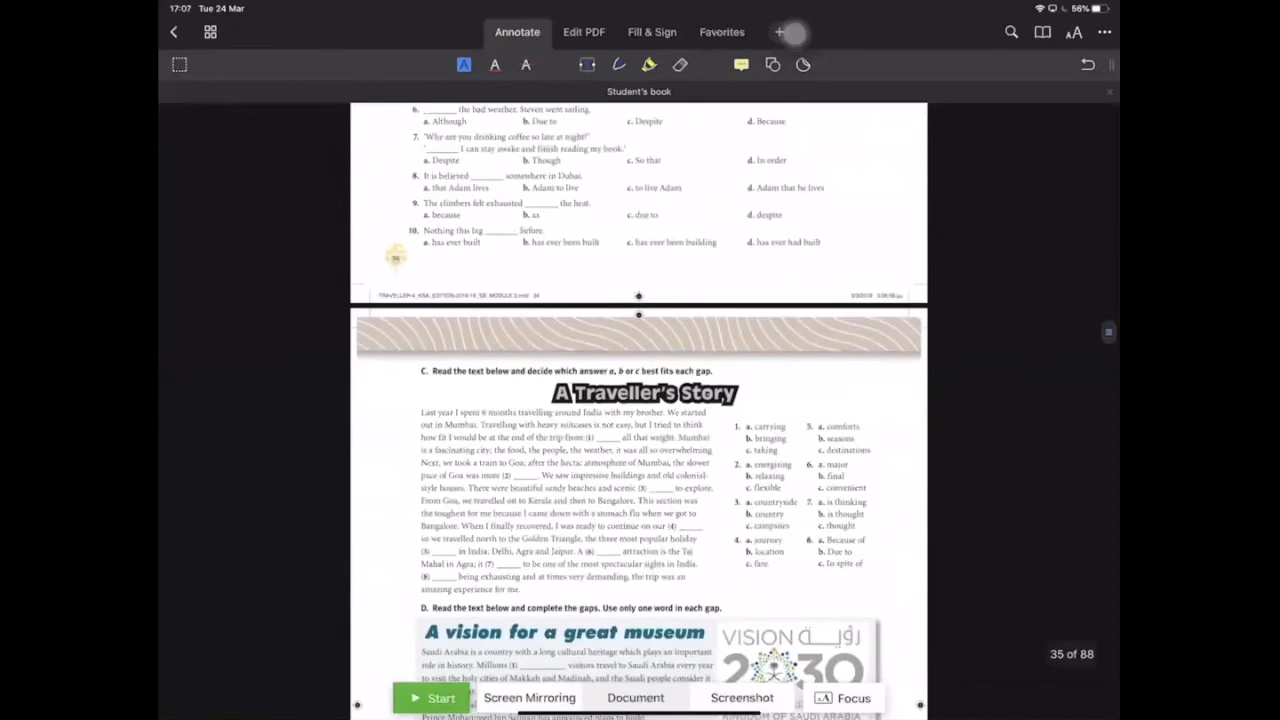 17:07 Tue 24 Mar
56%
Annotate Edit PDF Fill & Sign Favorites
Student's book
6. _______ the bad weather, Steven went sailing.
a. Although b. Due to c. Despite d. Because
7. 'Why are you drinking coffee so late at night?'
'_______ I can stay awake and finish reading my book.'
a. Despite b. Though c. So that d. In order
8. It is believed _______ somewhere in Dubai.
a. that Adam lives b. Adam to live c. to live Adam d. Adam that he lives
9. The climbers felt exhausted _______ the heat.
a. because b. as c. due to d. despite
10. Nothing this big _______ before.
a. has ever built b. has ever been built c. has ever been building d. has ever had built
C. Read the text below and decide which answer a, b or c best fits each gap.
A Traveller's Story
Last year I spent 6 months travelling around India with my brother. We started
out in Mumbai. Travelling with heavy suitcases is not easy, but I tried to think
how fit I would be at the end of the trip from (1) _____ all that weight. Mumbai
is a fascinating city; the food, the people, the weather, it was all so overwhelming.
Next, we took a train to Goa; after the hectic atmosphere of Mumbai, the slower
pace of Goa was more (2) _____. We saw impressive buildings and old colonial-
style houses. There were beautiful sandy beaches and scenic (3) _____ to explore.
From Goa, we travelled on to Kerala and then to Bangalore. This section was
the toughest for me because I came down with a stomach flu when we got to
Bangalore. When I finally recovered, I was ready to continue on our (4) _____
so we travelled north to the Golden Triangle, the three most popular holiday
(5) _____ in India: Delhi, Agra and Jaipur. A (6) _____ attraction is the Taj
Mahal in Agra; it (7) _____ to be one of the most spectacular sights in India.
(8) _____ being exhausting and at times very demanding, the trip was an
amazing experience for me.
1. a. carrying
b. bringing
c. taking
2. a. energising
b. relaxing
c. flexible
3. a. countryside
b. country
c. campsites
4. a. journey
b. location
c. fare
5. a. comforts
b. seasons
c. destinations
6. a. major
b. final
c. convenient
7. a. is thinking
b. is thought
c. thought
8. a. Because of
b. Due to
c. In spite of
D. Read the text below and complete the gaps. Use only one word in each gap.
A vision for a great museum
Saudi Arabia is a country with a long cultural heritage which plays an important
role in history. Millions (1) __________ visitors travel to Saudi Arabia every year
to visit the holy cities of Makkah and Madinah, and the Saudi people consider it
VISION رؤيـــة
2030
KINGDOM OF SAUDI ARABIA
35 of 88
Start Screen Mirroring Document Screenshot Focus